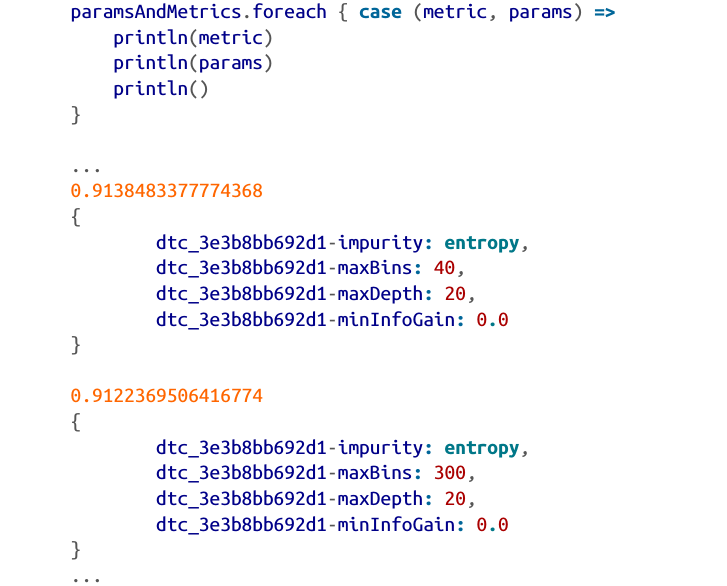 paramsAndMetrics.foreach { case (metric, params) =>
    println(metric)
    println(params)
    println()
}

...
0.9138483377774368
{
        dtc_3e3b8bb692d1-impurity: entropy,
        dtc_3e3b8bb692d1-maxBins: 40,
        dtc_3e3b8bb692d1-maxDepth: 20,
        dtc_3e3b8bb692d1-minInfoGain: 0.0
}

0.9122369506416774
{
        dtc_3e3b8bb692d1-impurity: entropy,
        dtc_3e3b8bb692d1-maxBins: 300,
        dtc_3e3b8bb692d1-maxDepth: 20,
        dtc_3e3b8bb692d1-minInfoGain: 0.0
}
...